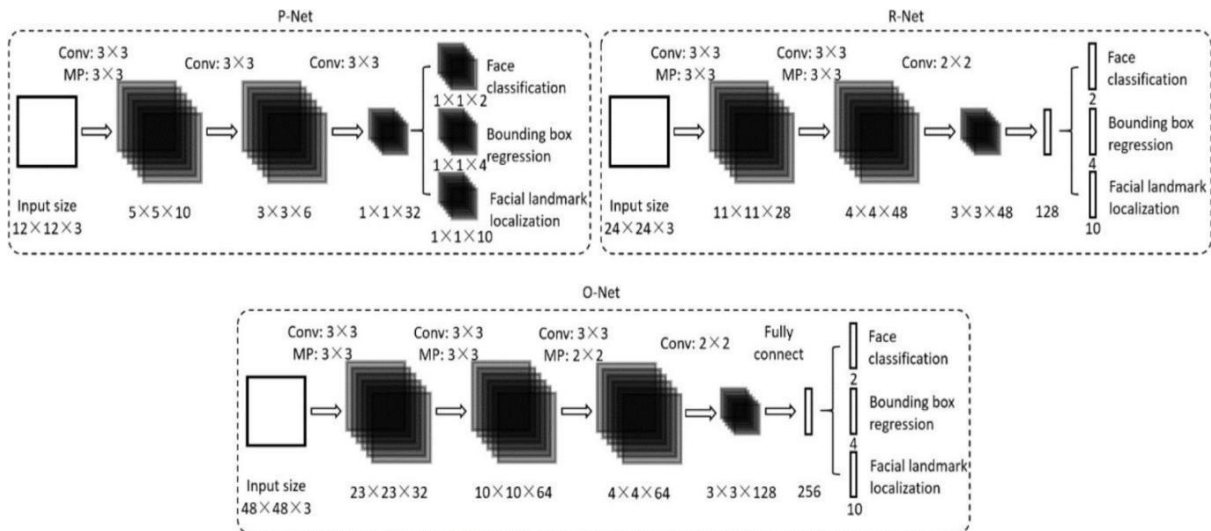 P-Net
Conv: 3×3
MP: 3×3
Conv: 3×3
Conv: 3×3
Face
classification
1×1×2
Bounding box
regression
1×1×4
Facial landmark
localization
1×1×10
Input size
12×12×3
5×5×10
3×3×6
1×1×32
R-Net
Conv: 3×3
MP: 3×3
Conv: 3×3
MP: 3×3
Conv: 2×2
Face
classification
2
Bounding box
regression
4
Facial landmark
localization
10
Input size
24×24×3
11×11×28
4×4×48
3×3×48
128
O-Net
Conv: 3×3
MP: 3×3
Conv: 3×3
MP: 3×3
Conv: 3×3
MP: 2×2
Conv: 2×2
Fully
connect
Face
classification
2
Bounding box
regression
4
Facial landmark
localization
10
Input size
48×48×3
23×23×32
10×10×64
4×4×64
3×3×128
256